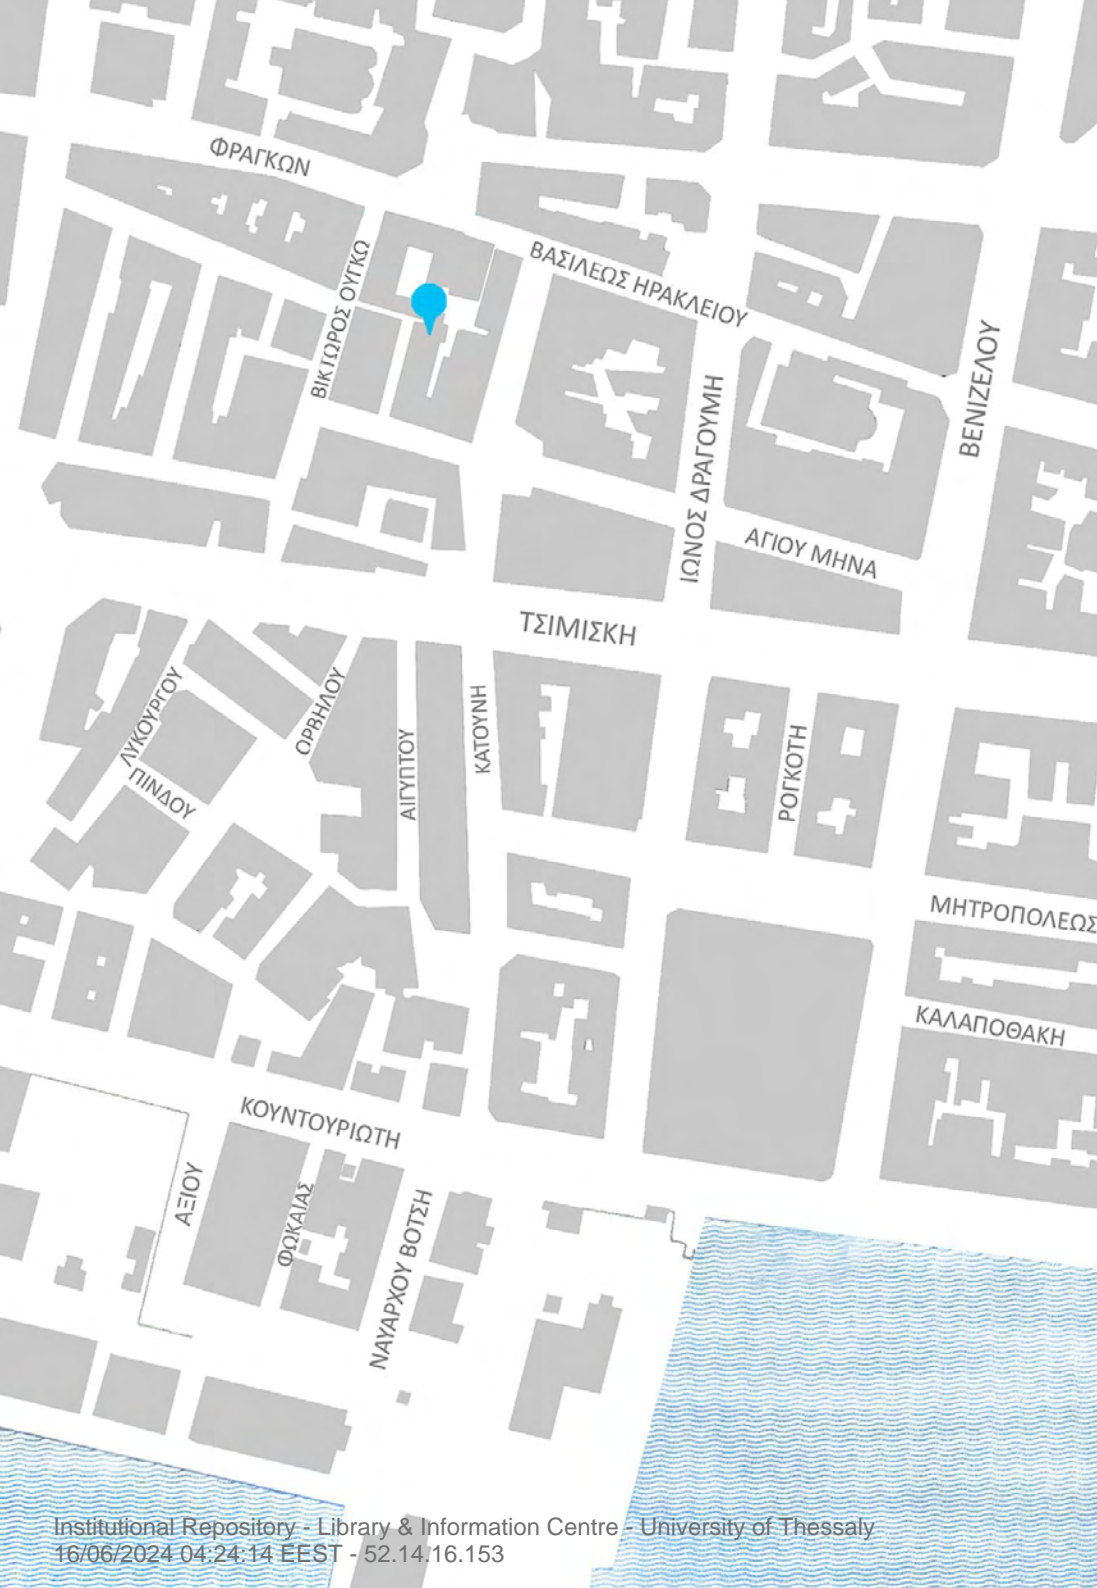 ΦΡΑΓΚΩΝ
ΒΙΚΤΩΡΟΣ ΟΥΓΚΩ
ΒΑΣΙΛΕΩΣ ΗΡΑΚΛΕΙΟΥ
ΒΕΝΙΖΕΛΟΥ
ΙΩΝΟΣ ΔΡΑΓΟΥΜΗ
ΑΓΙΟΥ ΜΗΝΑ
ΤΣΙΜΙΣΚΗ
ΛΥΚΟΥΡΓΟΥ
ΟΡΒΗΛΟΥ
ΚΑΤΟΥΝΗ
ΑΙΓΥΠΤΟΥ
ΡΟΓΚΟΤΗ
ΠΙΝΔΟΥ
ΜΗΤΡΟΠΟΛΕΩΣ
ΚΑΛΑΠΟΘΑΚΗ
ΚΟΥΝΤΟΥΡΙΩΤΗ
ΑΞΙΟΥ
ΦΩΚΑΙΑΣ
ΝΑΥΑΡΧΟΥ ΒΟΤΣΗ
Institutional Repository - Library & Information Centre - University of Thessaly
16/06/2024 04:24:14 EEST - 52.14.16.153